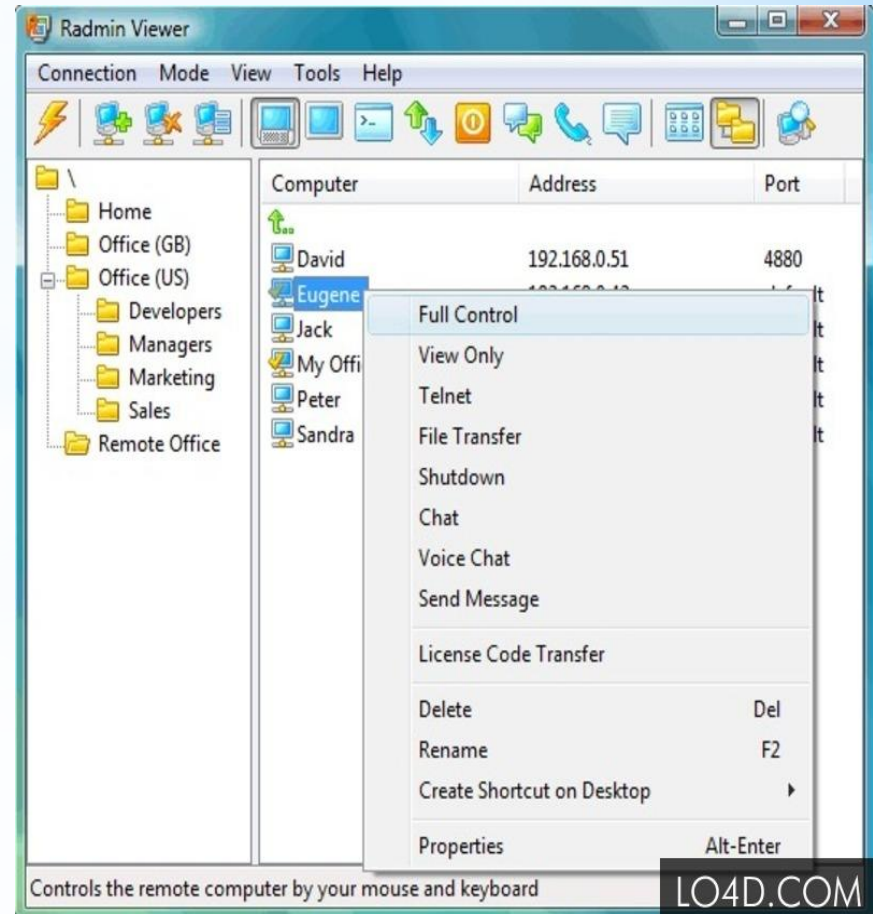 Radmin Viewer
Connection Mode View Tools Help
\
Home
Office (GB)
Office (US)
Developers
Managers
Marketing
Sales
Remote Office
Computer Address Port
David 192.168.0.51 4880
Eugene
Jack
My Offi
Peter
Sandra
Full Control
View Only
Telnet
File Transfer
Shutdown
Chat
Voice Chat
Send Message
License Code Transfer
Delete Del
Rename F2
Create Shortcut on Desktop
Properties Alt-Enter
Controls the remote computer by your mouse and keyboard
LO4D.COM